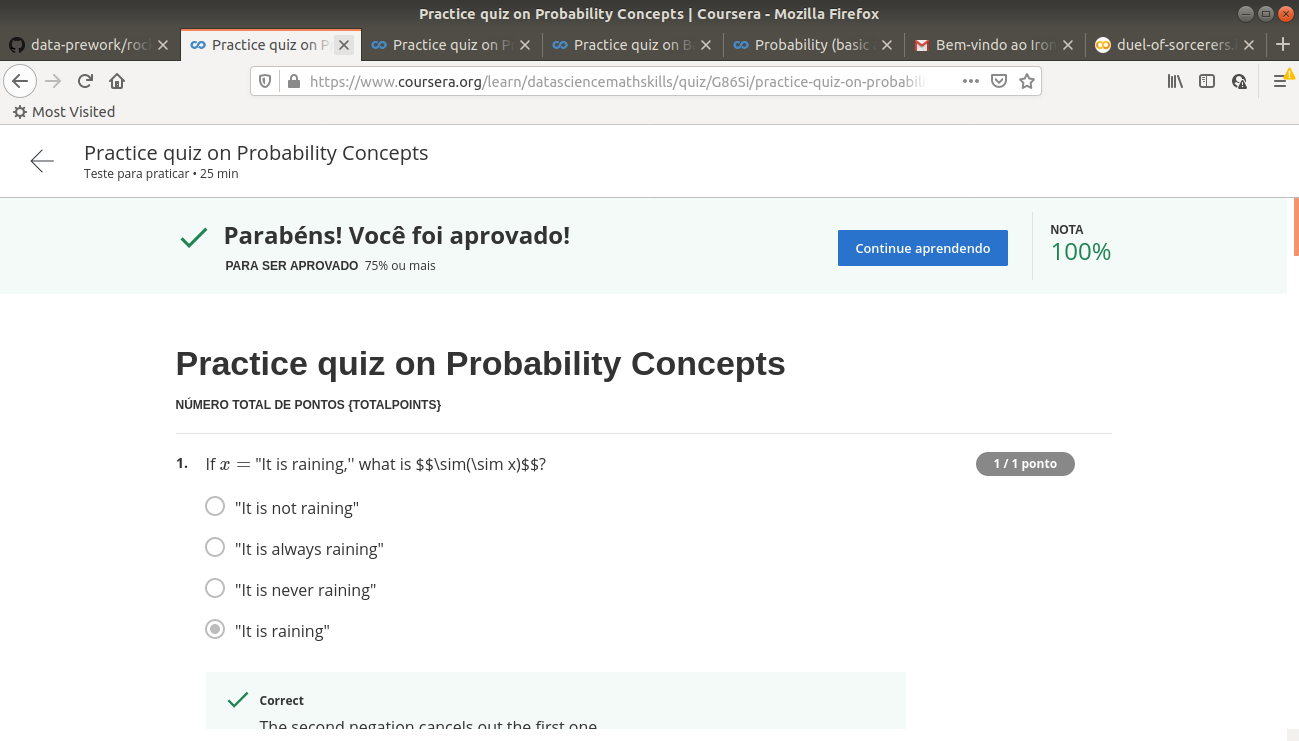 Practice quiz on Probability Concepts | Coursera - Mozilla Firefox
data-prework/roc
Practice quiz on P
Practice quiz on P
Practice quiz on B
Probability (basic
Bem-vindo ao Iron
duel-of-sorcerers.
https://www.coursera.org/learn/datasciencemathskills/quiz/G86Si/practice-quiz-on-probabil
Most Visited
Practice quiz on Probability Concepts
Teste para praticar • 25 min
Parabéns! Você foi aprovado!
PARA SER APROVADO 75% ou mais
Continue aprendendo
NOTA
100%
Practice quiz on Probability Concepts
NÚMERO TOTAL DE PONTOS {TOTALPOINTS}
1. If x = "It is raining,'' what is $$\sim(\sim x)$$?
1 / 1 ponto
"It is not raining"
"It is always raining"
"It is never raining"
"It is raining"
Correct
The second negation cancels out the first one